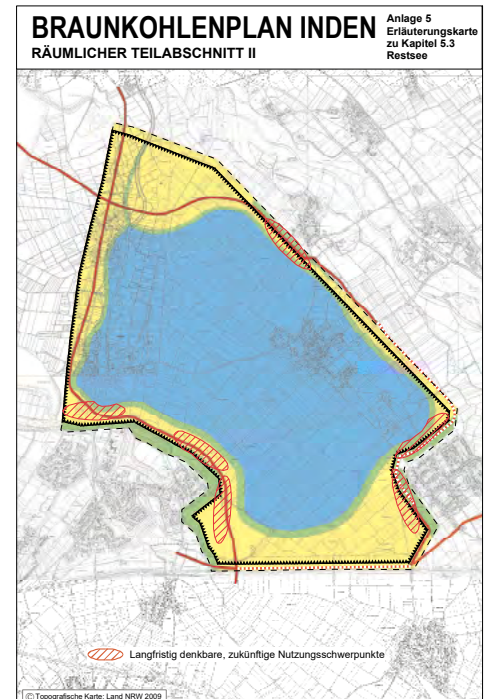 BRAUNKOHLENPLAN INDEN
RÄUMLICHER TEILABSCHNITT II
Anlage 5
Erläuterungskarte
zu Kapitel 5.3
Restsee
Langfristig denkbare, zukünftige Nutzungsschwerpunkte
© Topografische Karte: Land NRW 2009